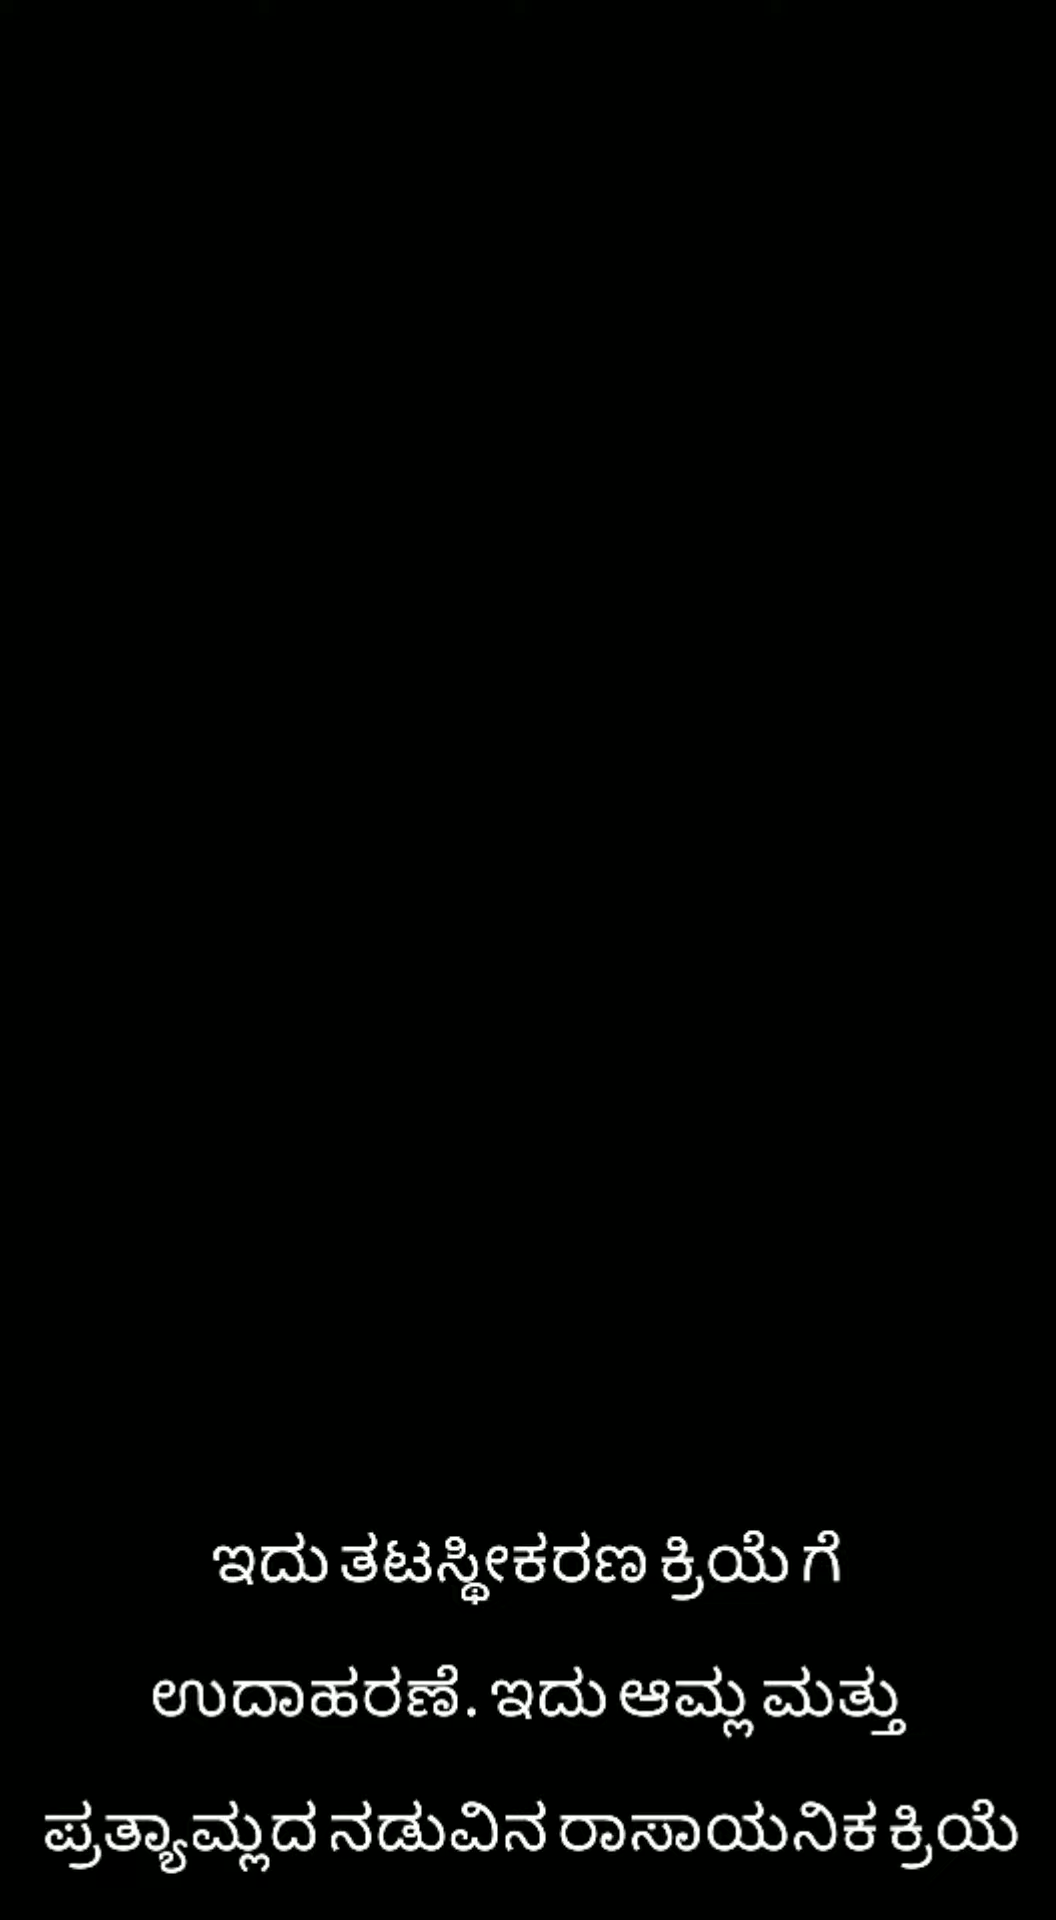 ಇದು ತಟಸ್ಥೀಕರಣ ಕ್ರಿಯೆ ಗೆ
ಉದಾಹರಣೆ. ಇದು ಆಮ್ಲ ಮತ್ತು
ಪ್ರತ್ಯಾಮ್ಲದ ನಡುವಿನ ರಾಸಾಯನಿಕ ಕ್ರಿಯೆ